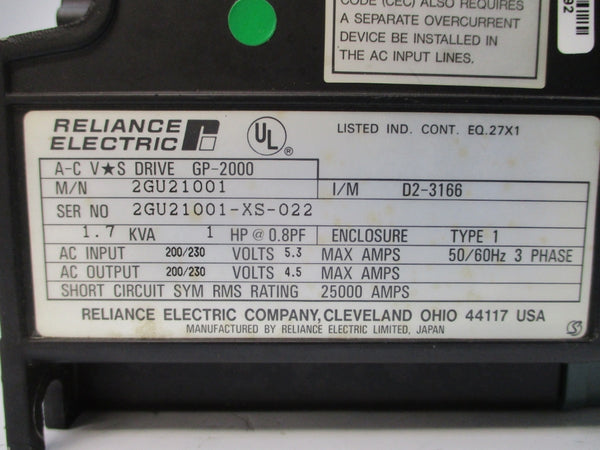 CODE (CEC) ALSO REQUIRES
A SEPARATE OVERCURRENT
DEVICE BE INSTALLED IN
THE AC INPUT LINES.
92
RELIANCE
ELECTRIC
UL
®
LISTED IND. CONT. EQ.27X1
A-C V★S DRIVE GP-2000
M/N 2GU21001 I/M D2-3166
SER NO 2GU21001-XS-022
1.7 KVA 1 HP @ 0.8PF ENCLOSURE TYPE 1
AC INPUT 200/230 VOLTS 5.3 MAX AMPS 50/60Hz 3 PHASE
AC OUTPUT 200/230 VOLTS 4.5 MAX AMPS
SHORT CIRCUIT SYM RMS RATING 25000 AMPS
RELIANCE ELECTRIC COMPANY, CLEVELAND OHIO 44117 USA
MANUFACTURED BY RELIANCE ELECTRIC LIMITED, JAPAN